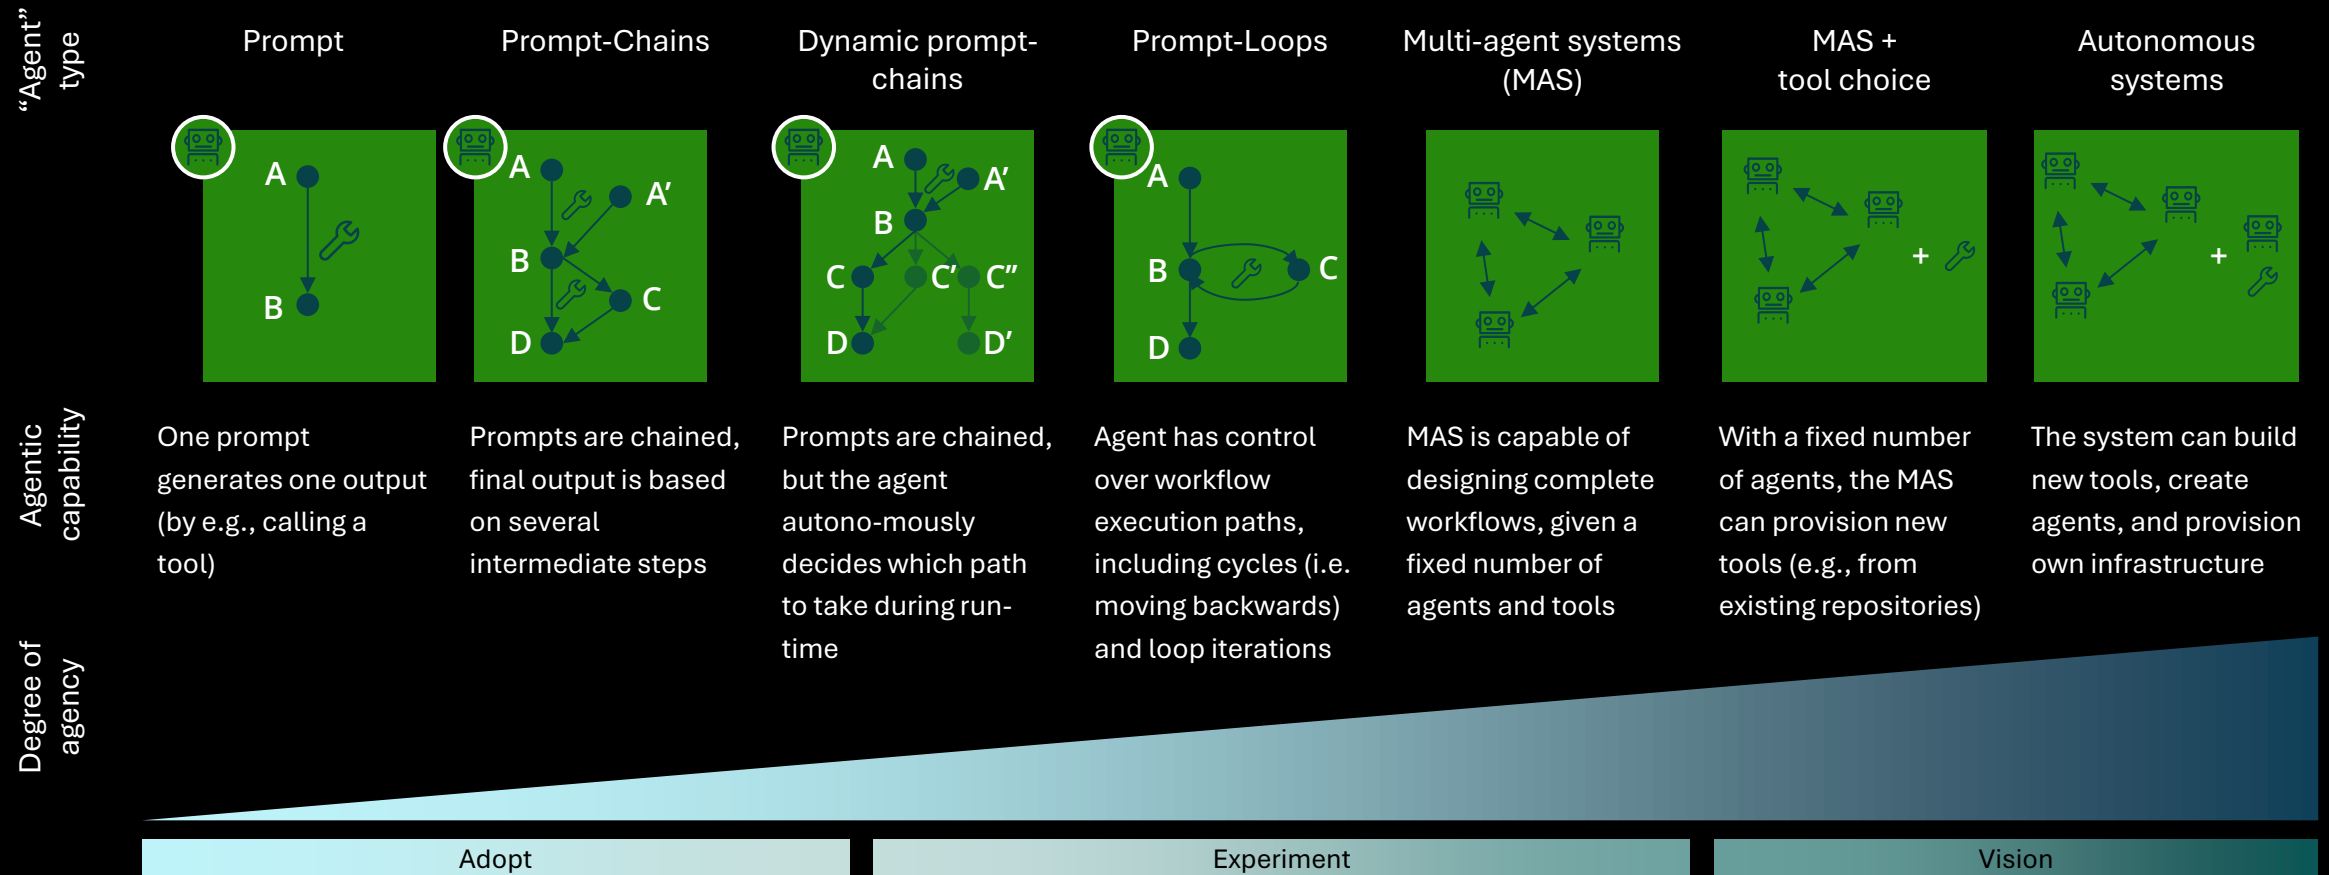 “Agent”
type
Prompt
Prompt-Chains
Dynamic prompt-
chains
Prompt-Loops
Multi-agent systems
(MAS)
MAS +
tool choice
Autonomous
systems
A
B
A
A’
B
C
D
A
A’
B
C
C’
C’’
D
D’
A
B
C
D
+
+
Agentic
capability
One prompt
generates one output
(by e.g., calling a
tool)
Prompts are chained,
final output is based
on several
intermediate steps
Prompts are chained,
but the agent
autono-mously
decides which path
to take during run-
time
Agent has control
over workflow
execution paths,
including cycles (i.e.
moving backwards)
and loop iterations
MAS is capable of
designing complete
workflows, given a
fixed number of
agents and tools
With a fixed number
of agents, the MAS
can provision new
tools (e.g., from
existing repositories)
The system can build
new tools, create
agents, and provision
own infrastructure
Degree of
agency
Adopt
Experiment
Vision